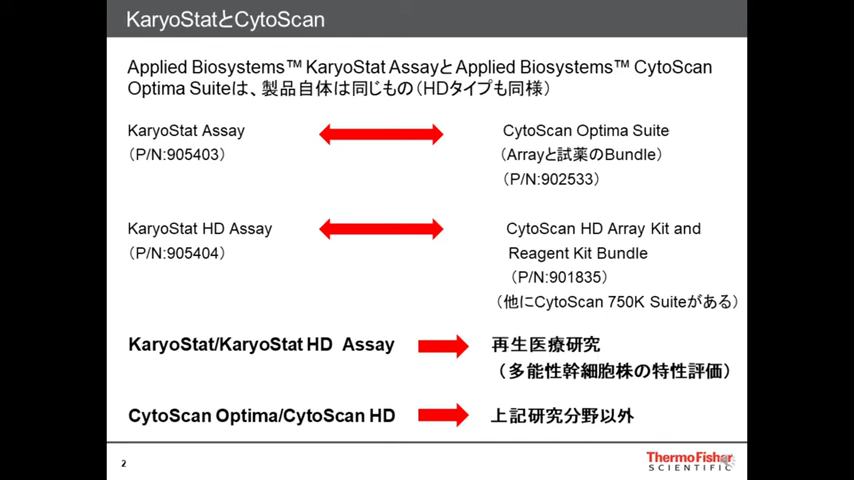 KaryoStatとCytoScan
Applied Biosystems™ KaryoStat AssayとApplied Biosystems™ CytoScan
Optima Suiteは、製品自体は同じもの（HDタイプも同様）
KaryoStat Assay
（P/N:905403）
CytoScan Optima Suite
（Arrayと試薬のBundle）
（P/N:902533）
KaryoStat HD Assay
（P/N:905404）
CytoScan HD Array Kit and
Reagent Kit Bundle
（P/N:901835）
（他にCytoScan 750K Suiteがある）
KaryoStat/KaryoStat HD Assay
再生医療研究
（多能性幹細胞株の特性評価）
CytoScan Optima/CytoScan HD
上記研究分野以外
2
ThermoFisher
SCIENTIFIC